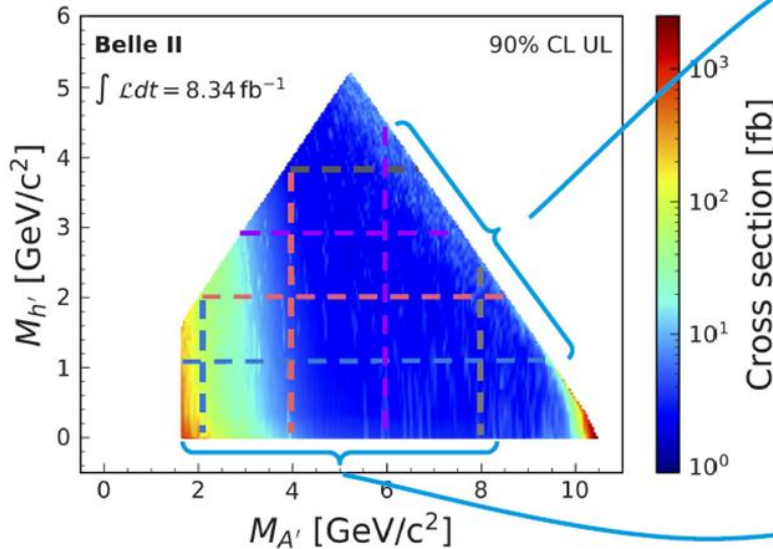 6
Belle II 90% CL UL
∫ ℒdt = 8.34 fb⁻¹
5
4
3
2
1
0
M_h′ [GeV/c²]
0 2 4 6 8 10
M_A′ [GeV/c²]
10³
10²
10¹
10⁰
Cross section [fb]